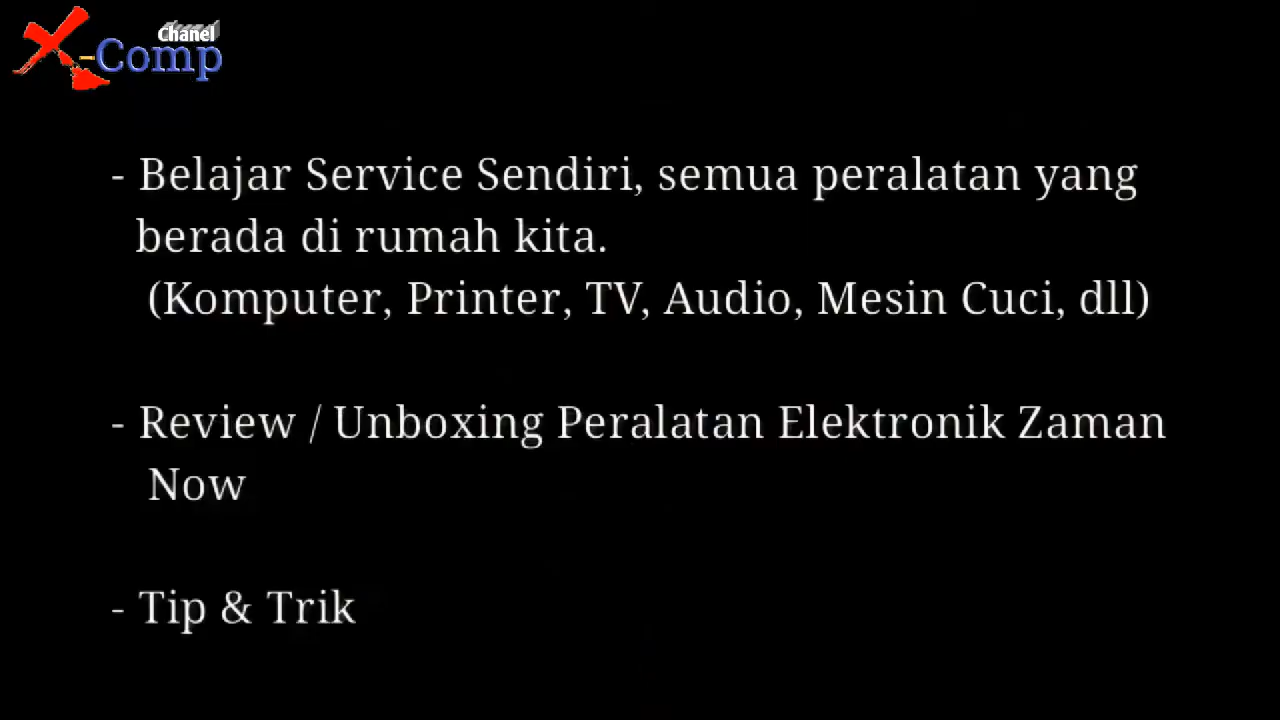 Chanel
X-Comp
- Belajar Service Sendiri, semua peralatan yang
berada di rumah kita.
(Komputer, Printer, TV, Audio, Mesin Cuci, dll)
- Review / Unboxing Peralatan Elektronik Zaman
Now
- Tip & Trik